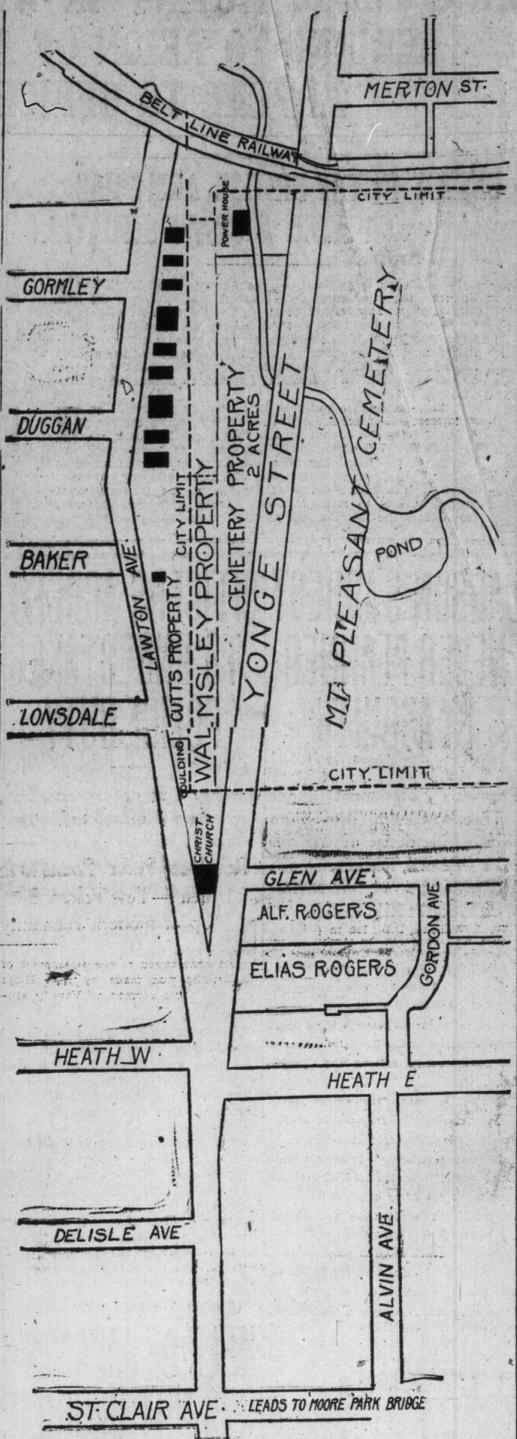 MERTON ST.
BELT LINE RAILWAY
CITY LIMIT
POWER HOUSE
GORMLEY
DUGGAN
BAKER
LAWTON AVE.
CUTTS PROPERTY
CITY LIMIT
WALMSLEY PROPERTY
CEMETERY PROPERTY
2 ACRES
YONGE STREET
MT. PLEASANT CEMETERY
POND
LONSDALE
GOULDING
CITY LIMIT
CHRIST
CHURCH
GLEN AVE.
ALF. ROGERS
ELIAS ROGERS
GORDON AVE
HEATH W
HEATH E
DELISLE AVE
ALVIN AVE.
ST. CLAIR AVE. LEADS TO MOORE PARK BRIDGE